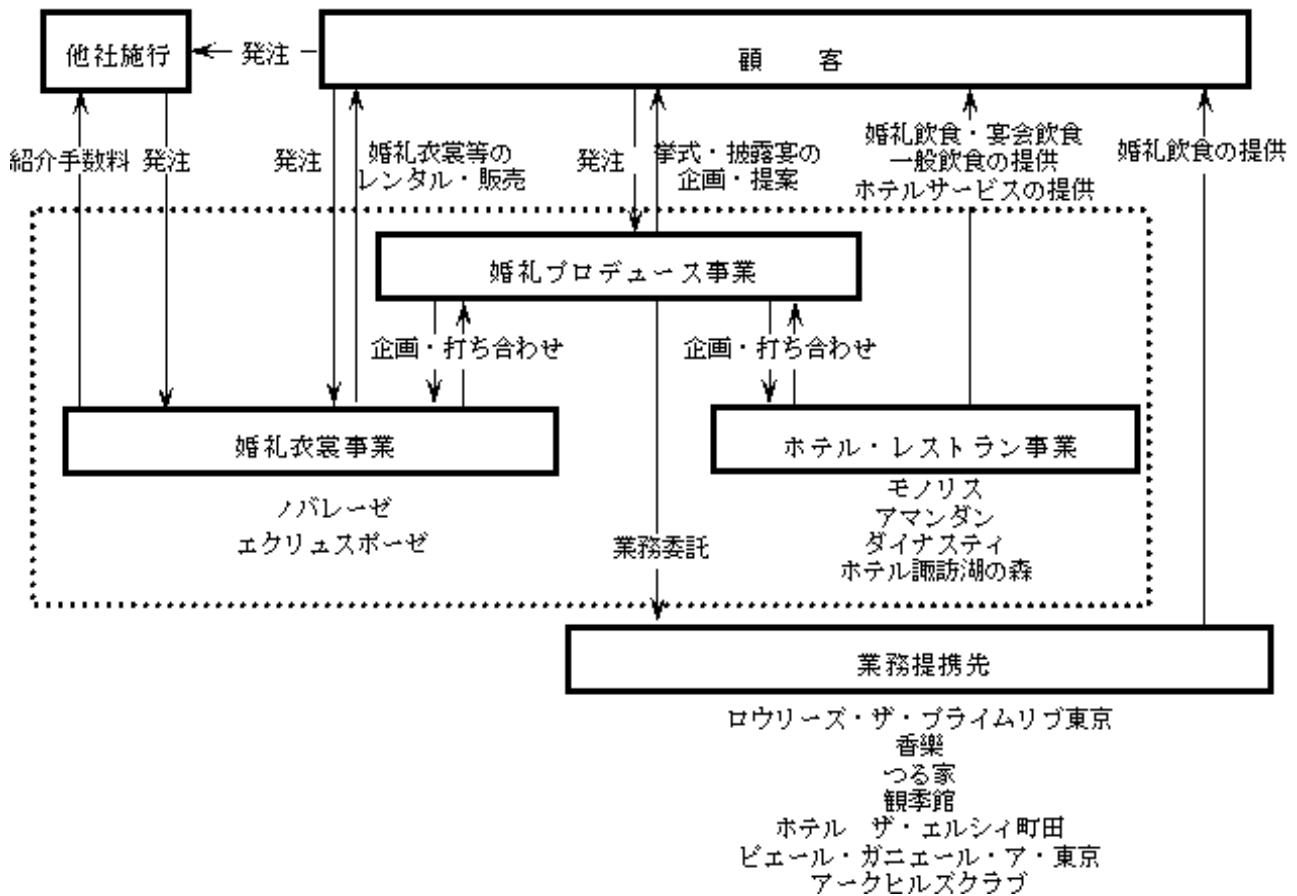 他社施行
発注
顧 客
紹介手数料
発注
発注
婚礼衣裳等の
レンタル・販売
発注
挙式・披露宴の
企画・提案
婚礼飲食・宴会飲食
一般飲食の提供
ホテルサービスの提供
婚礼飲食の提供
婚礼プロデュース事業
企画・打ち合わせ
企画・打ち合わせ
婚礼衣裳事業
ホテル・レストラン事業
ノバレーゼ
エクリュスポーゼ
モノリス
アマンダン
ダイナスティ
ホテル諏訪湖の森
業務委託
業務提携先
ロウリーズ・ザ・プライムリブ東京
香樂
つる家
観季館
ホテル ザ・エルシィ町田
ピエール・ガニェール・ア・東京
アークヒルズクラブ